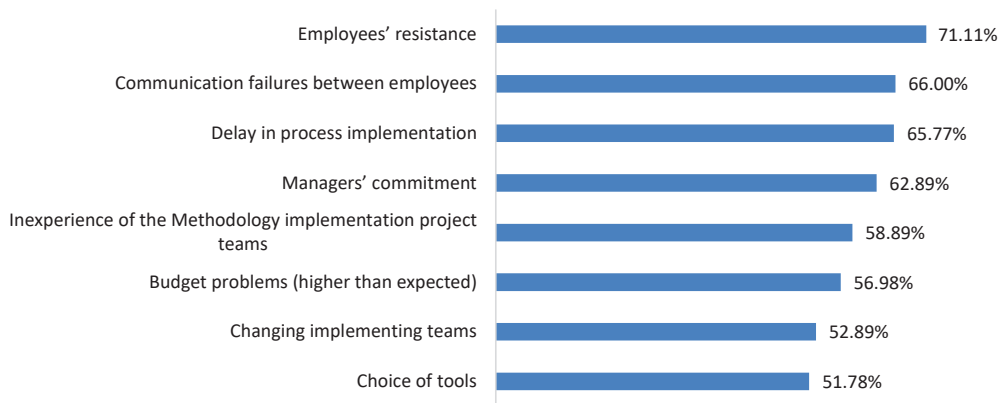 Employees’ resistance 71.11%
Communication failures between employees 66.00%
Delay in process implementation 65.77%
Managers’ commitment 62.89%
Inexperience of the Methodology implementation project
teams 58.89%
Budget problems (higher than expected) 56.98%
Changing implementing teams 52.89%
Choice of tools 51.78%